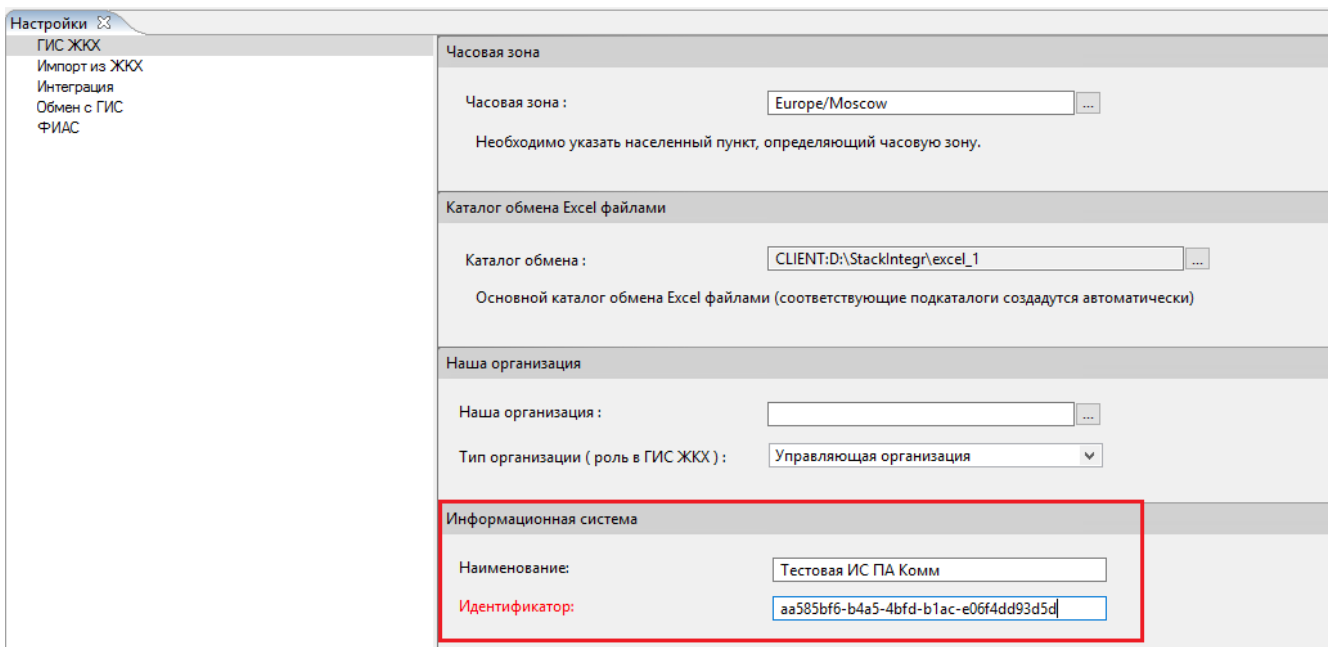 Настройки
ГИС ЖКХ
Импорт из ЖКХ
Интеграция
Обмен с ГИС
ФИАС
Часовая зона
Часовая зона : Europe/Moscow ...
Необходимо указать населенный пункт, определяющий часовую зону.
Каталог обмена Excel файлами
Каталог обмена : CLIENT:D:\StackIntegr\excel_1 ...
Основной каталог обмена Excel файлами (соответствующие подкаталоги создадутся автоматически)
Наша организация
Наша организация : ...
Тип организации ( роль в ГИС ЖКХ ) : Управляющая организация
Информационная система
Наименование: Тестовая ИС ПА Комм
Идентификатор: aa585bf6-b4a5-4bfd-b1ac-e06f4dd93d5d